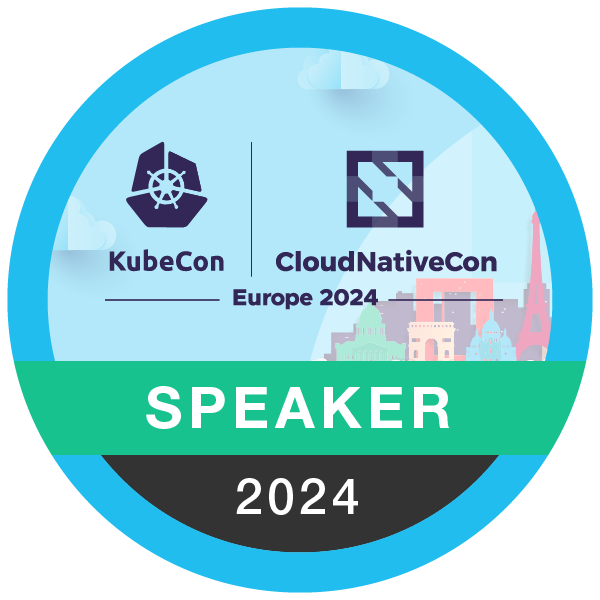 KubeCon
CloudNativeCon
Europe 2024
SPEAKER
2024